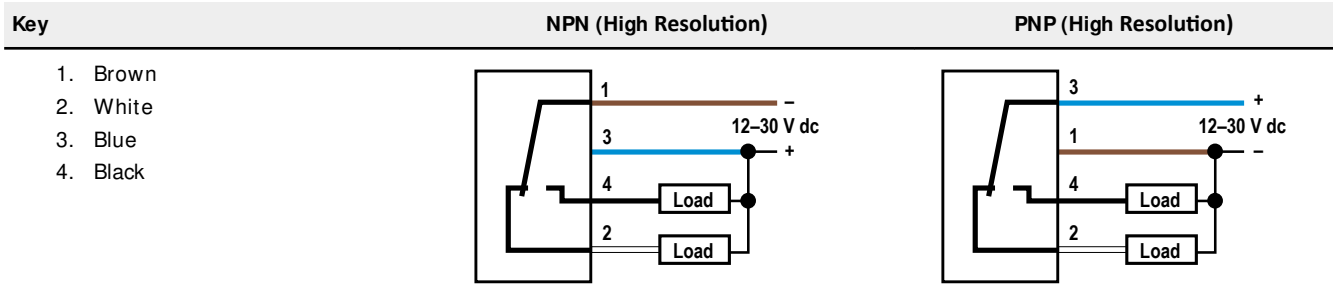 Key NPN (High Resolution) PNP (High Resolution)
1. Brown
2. White
3. Blue
4. Black
1
–
12–30 V dc
3
+
4
Load
2
Load
3
+
12–30 V dc
1
–
4
Load
2
Load